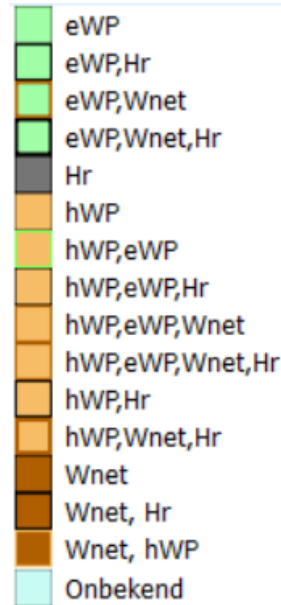 eWP
eWP,Hr
eWP,Wnet
eWP,Wnet,Hr
Hr
hWP
hWP,eWP
hWP,eWP,Hr
hWP,eWP,Wnet
hWP,eWP,Wnet,Hr
hWP,Hr
hWP,Wnet,Hr
Wnet
Wnet, Hr
Wnet, hWP
Onbekend